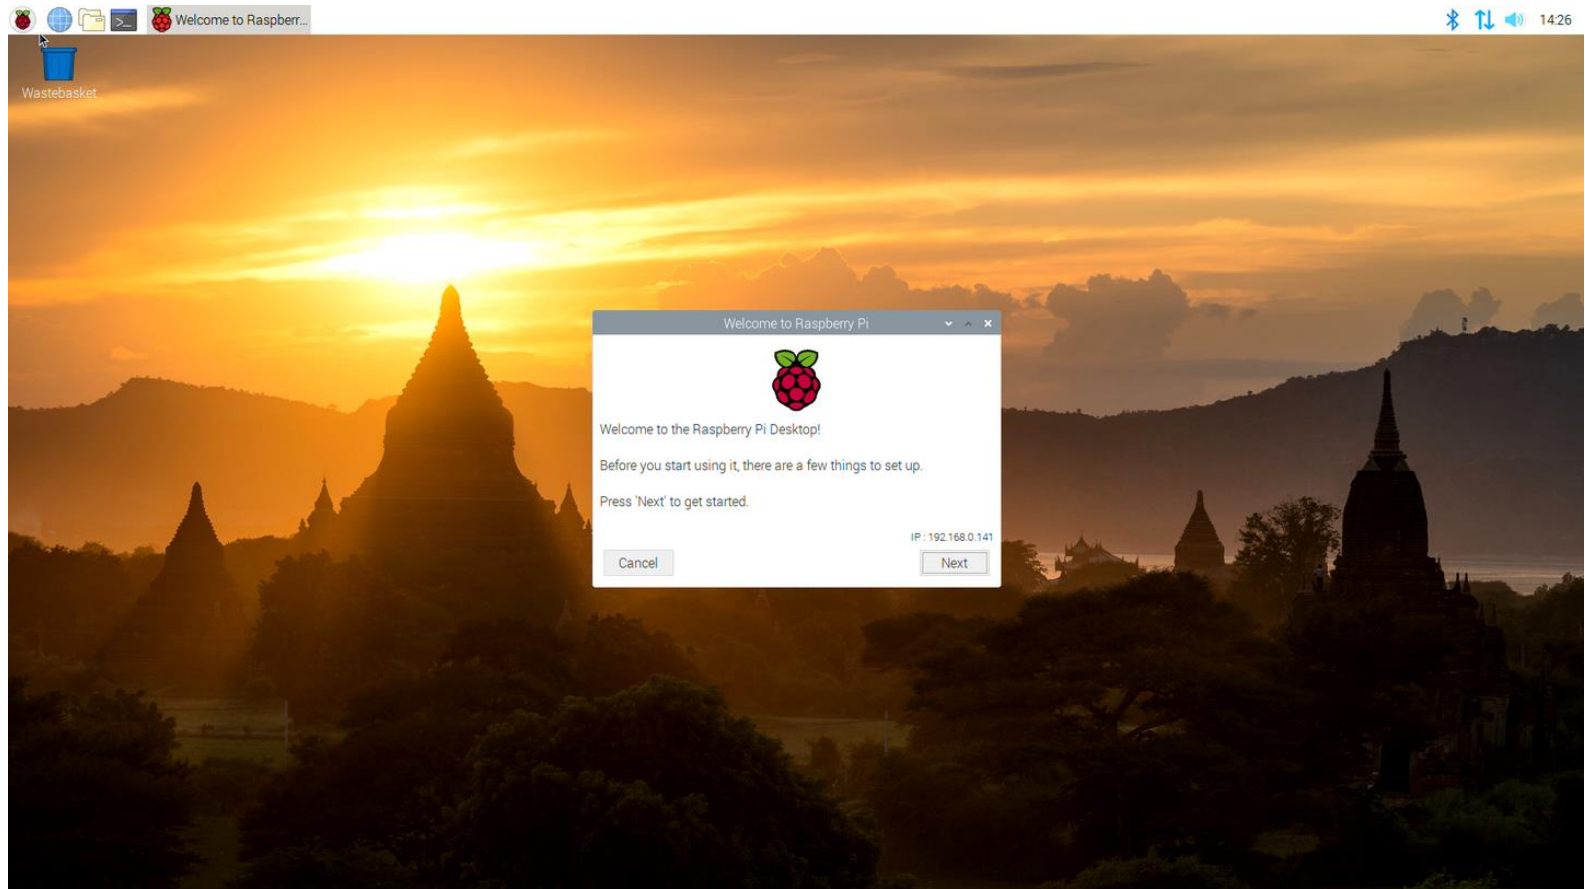 Welcome to Raspberr...
14:26
Wastebasket
Welcome to Raspberry Pi
Welcome to the Raspberry Pi Desktop!
Before you start using it, there are a few things to set up.
Press 'Next' to get started.
IP : 192.168.0.141
Cancel
Next